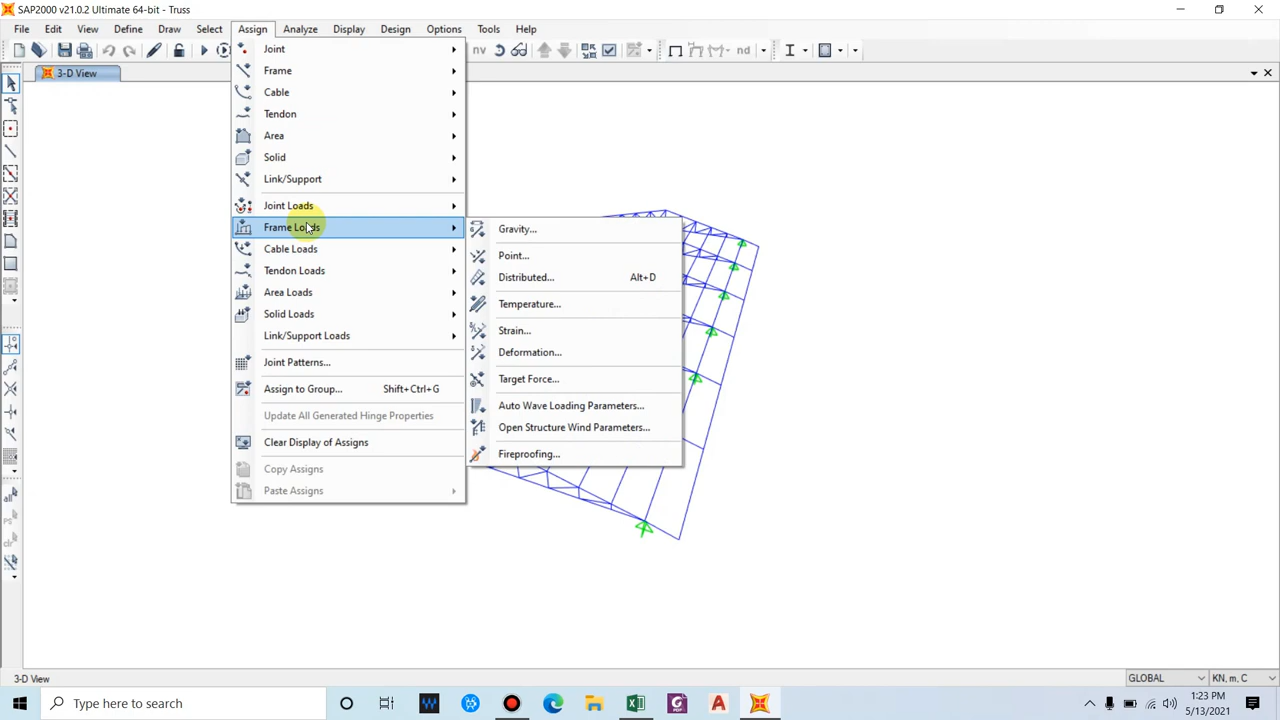 SAP2000 v21.0.2 Ultimate 64-bit - Truss
File Edit View Define Draw Select Assign Analyze Display Design Options Tools Help
nv nd
3-D View
Joint
Frame
Cable
Tendon
Area
Solid
Link/Support
Joint Loads
Frame Loads
Cable Loads
Tendon Loads
Area Loads
Solid Loads
Link/Support Loads
Joint Patterns...
Assign to Group... Shift+Ctrl+G
Update All Generated Hinge Properties
Clear Display of Assigns
Copy Assigns
Paste Assigns
Gravity...
Point...
Distributed... Alt+D
Temperature...
Strain...
Deformation...
Target Force...
Auto Wave Loading Parameters...
Open Structure Wind Parameters...
Fireproofing...
3-D View
GLOBAL
KN, m, C
Type here to search
1:23 PM
5/13/2021